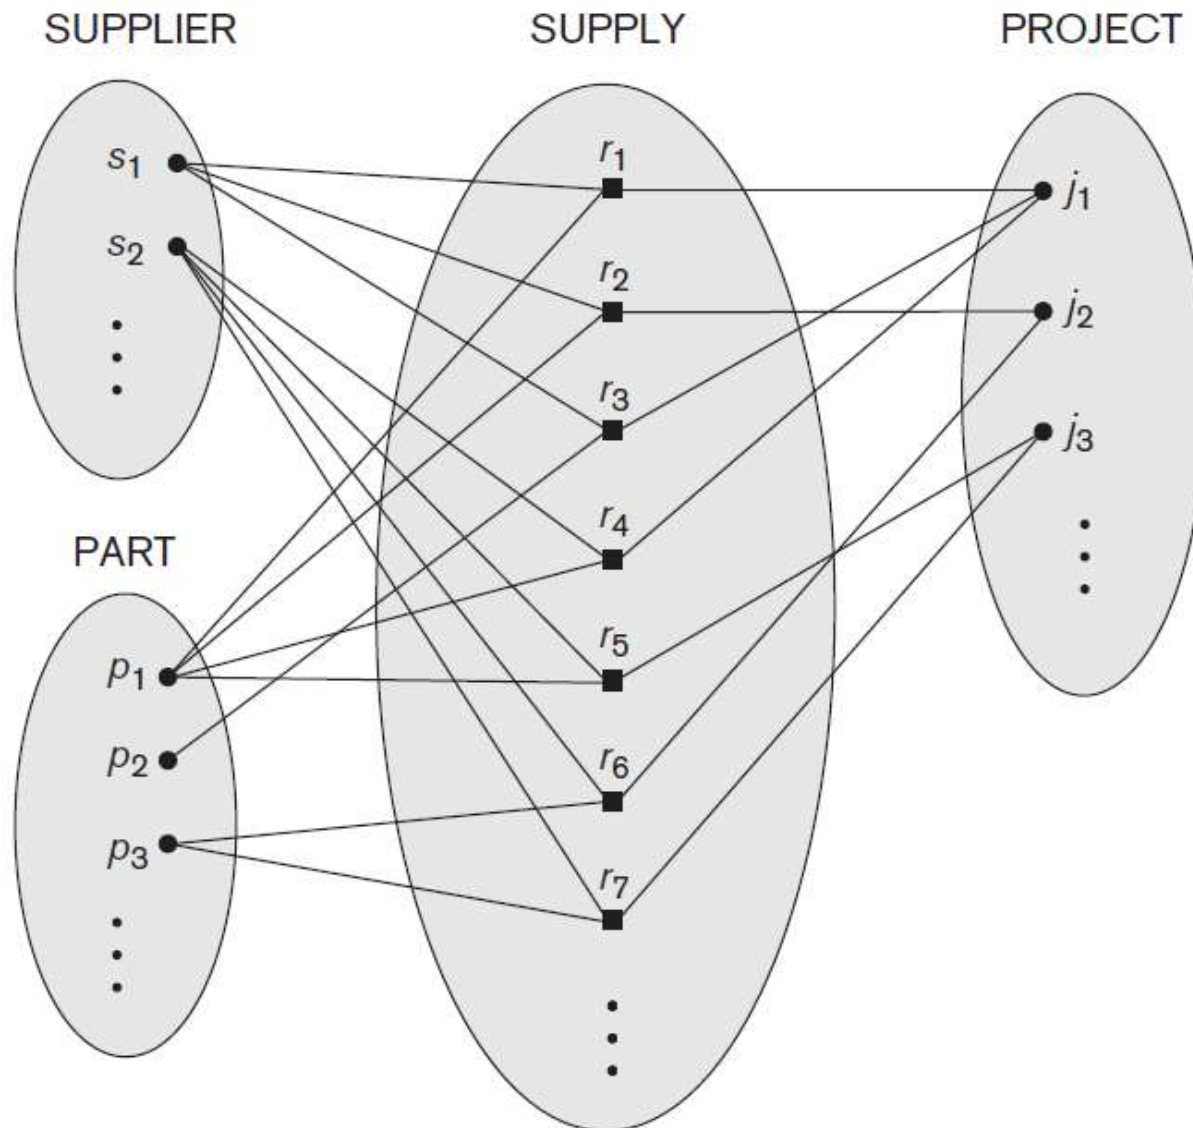 SUPPLIER SUPPLY PROJECT
s₁
s₂
PART
p₁
p₂
p₃
r₁
r₂
r₃
r₄
r₅
r₆
r₇
j₁
j₂
j₃